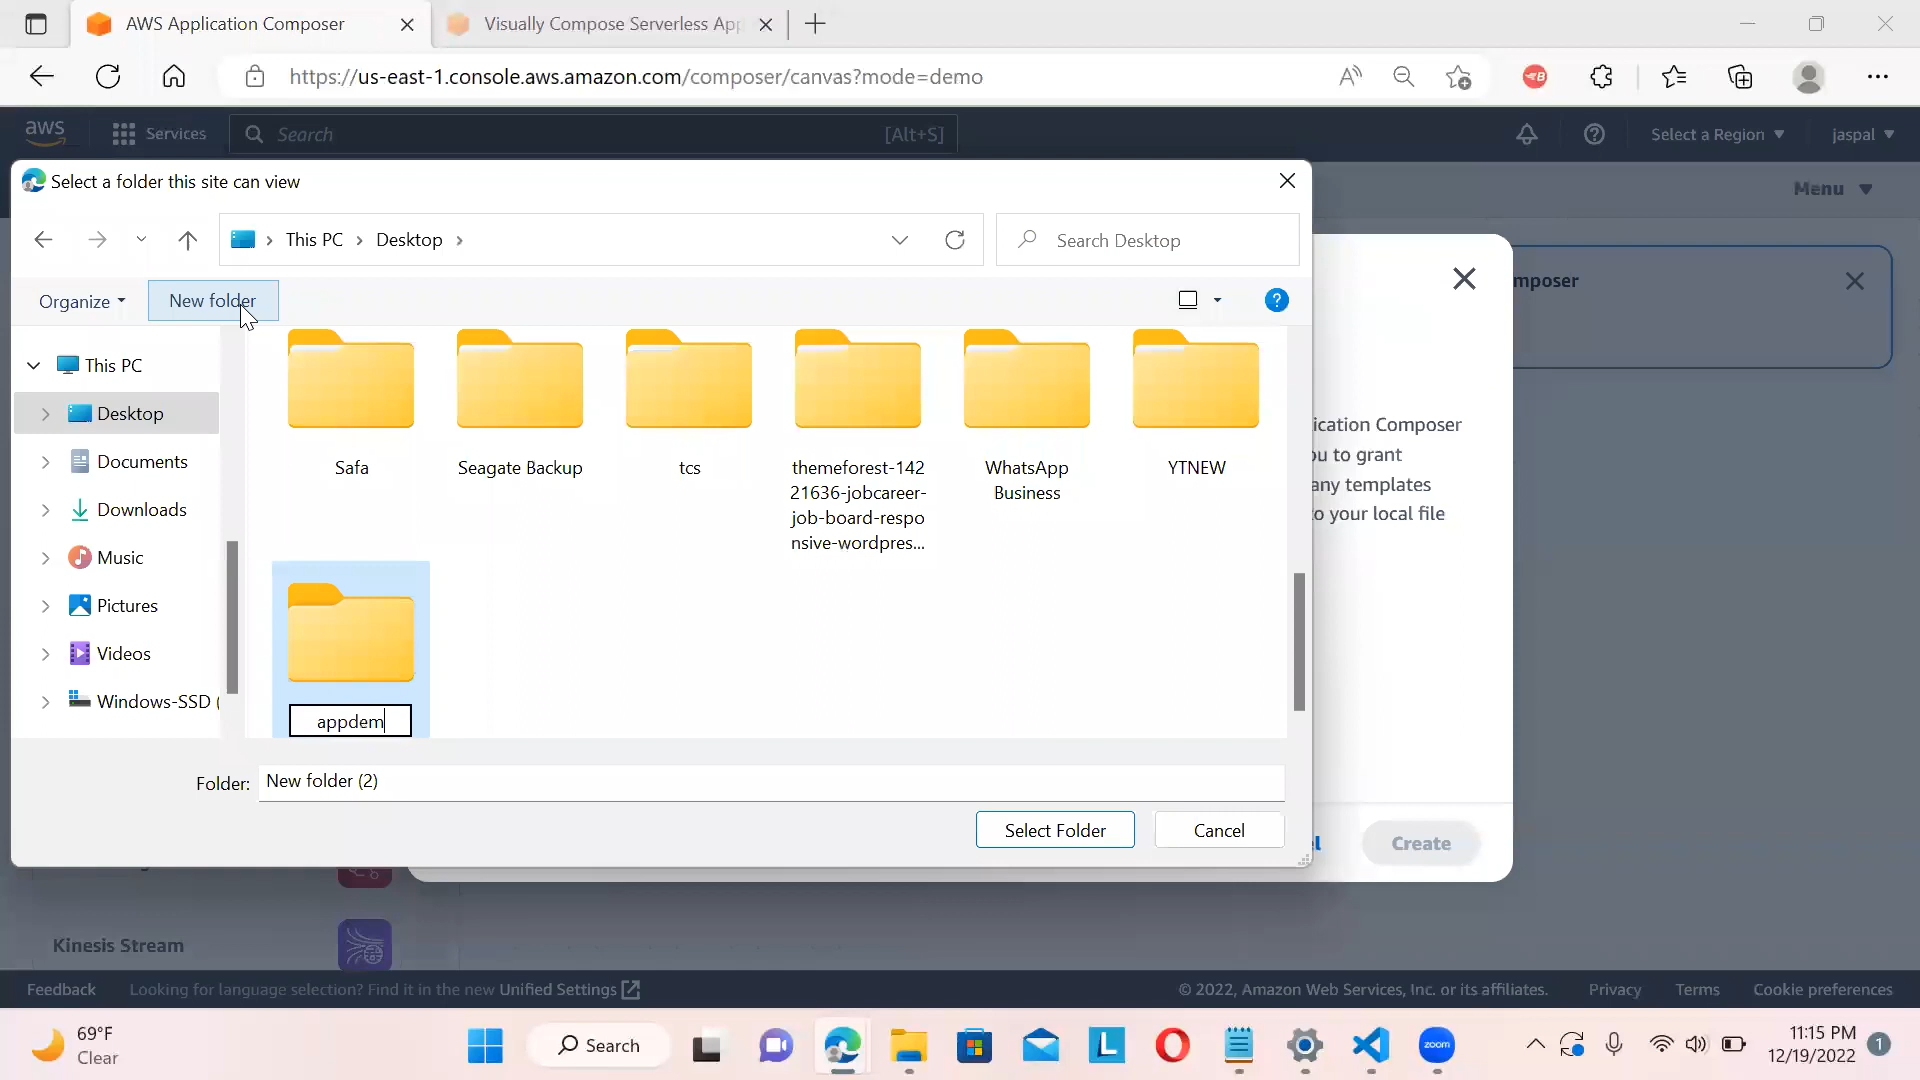 AWS Application Composer
Visually Compose Serverless App
https://us-east-1.console.aws.amazon.com/composer/canvas?mode=demo
aws
Services
Search
[Alt+S]
Select a Region
jaspal
Select a folder this site can view
Menu
This PC
Desktop
Search Desktop
mposer
Organize
New folder
This PC
Desktop
Documents
Downloads
Music
Pictures
Videos
Windows-SSD (
Safa
Seagate Backup
tcs
themeforest-142
21636-jobcareer-
job-board-respo
nsive-wordpres...
WhatsApp
Business
YTNEW
appdem
ication Composer
ou to grant
any templates
o your local file
Folder:
New folder (2)
Select Folder
Cancel
el
Create
Kinesis Stream
Feedback
Looking for language selection? Find it in the new Unified Settings
© 2022, Amazon Web Services, Inc. or its affiliates.
Privacy
Terms
Cookie preferences
69°F
Clear
Search
L
zoom
11:15 PM
12/19/2022
1